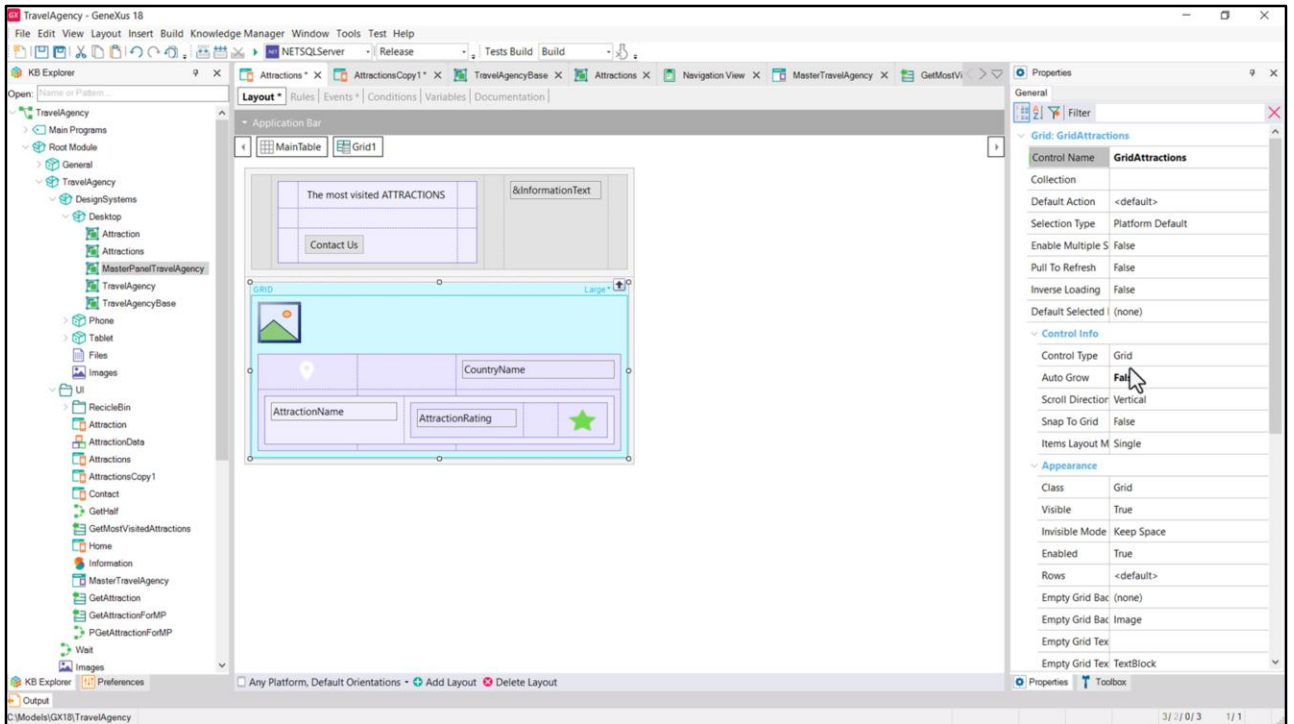 TravelAgency - GeneXus 18
File Edit View Layout Insert Build Knowledge Manager Window Tools Test Help
NETSQLServer Release Tests Build Build
KB Explorer
Open: Name or Pattern...
TravelAgency
Main Programs
Root Module
General
TravelAgency
DesignSystems
Desktop
Attraction
Attractions
MasterPanelTravelAgency
TravelAgency
TravelAgencyBase
Phone
Tablet
Files
Images
UI
RecicleBin
Attraction
AttractionData
Attractions
AttractionsCopy1
Contact
GetHalf
GetMostVisitedAttractions
Home
Information
MasterTravelAgency
GetAttraction
GetAttractionForMP
PGetAttractionForMP
Wait
Images
KB Explorer Preferences
Output
C:\Models\GX18\TravelAgency
Attractions * X AttractionsCopy1 * X TravelAgencyBase X Attractions X Navigation View X MasterTravelAgency X GetMostVi
Layout * | Rules | Events * | Conditions | Variables | Documentation |
Application Bar
MainTable Grid1
The most visited ATTRACTIONS
&InformationText
Contact Us
GRID Large *
CountryName
AttractionName
AttractionRating
Any Platform, Default Orientations Add Layout Delete Layout
Properties
General
Filter
Grid: GridAttractions
Control Name GridAttractions
Collection
Default Action <default>
Selection Type Platform Default
Enable Multiple S False
Pull To Refresh False
Inverse Loading False
Default Selected I (none)
Control Info
Control Type Grid
Auto Grow
Scroll Direction Vertical
Snap To Grid False
Items Layout M Single
Appearance
Class Grid
Visible True
Invisible Mode Keep Space
Enabled True
Rows <default>
Empty Grid Bac (none)
Empty Grid Bac Image
Empty Grid Tex
Empty Grid Tex TextBlock
Properties Toolbox
3/ 2/ 0/ 3 1/ 1